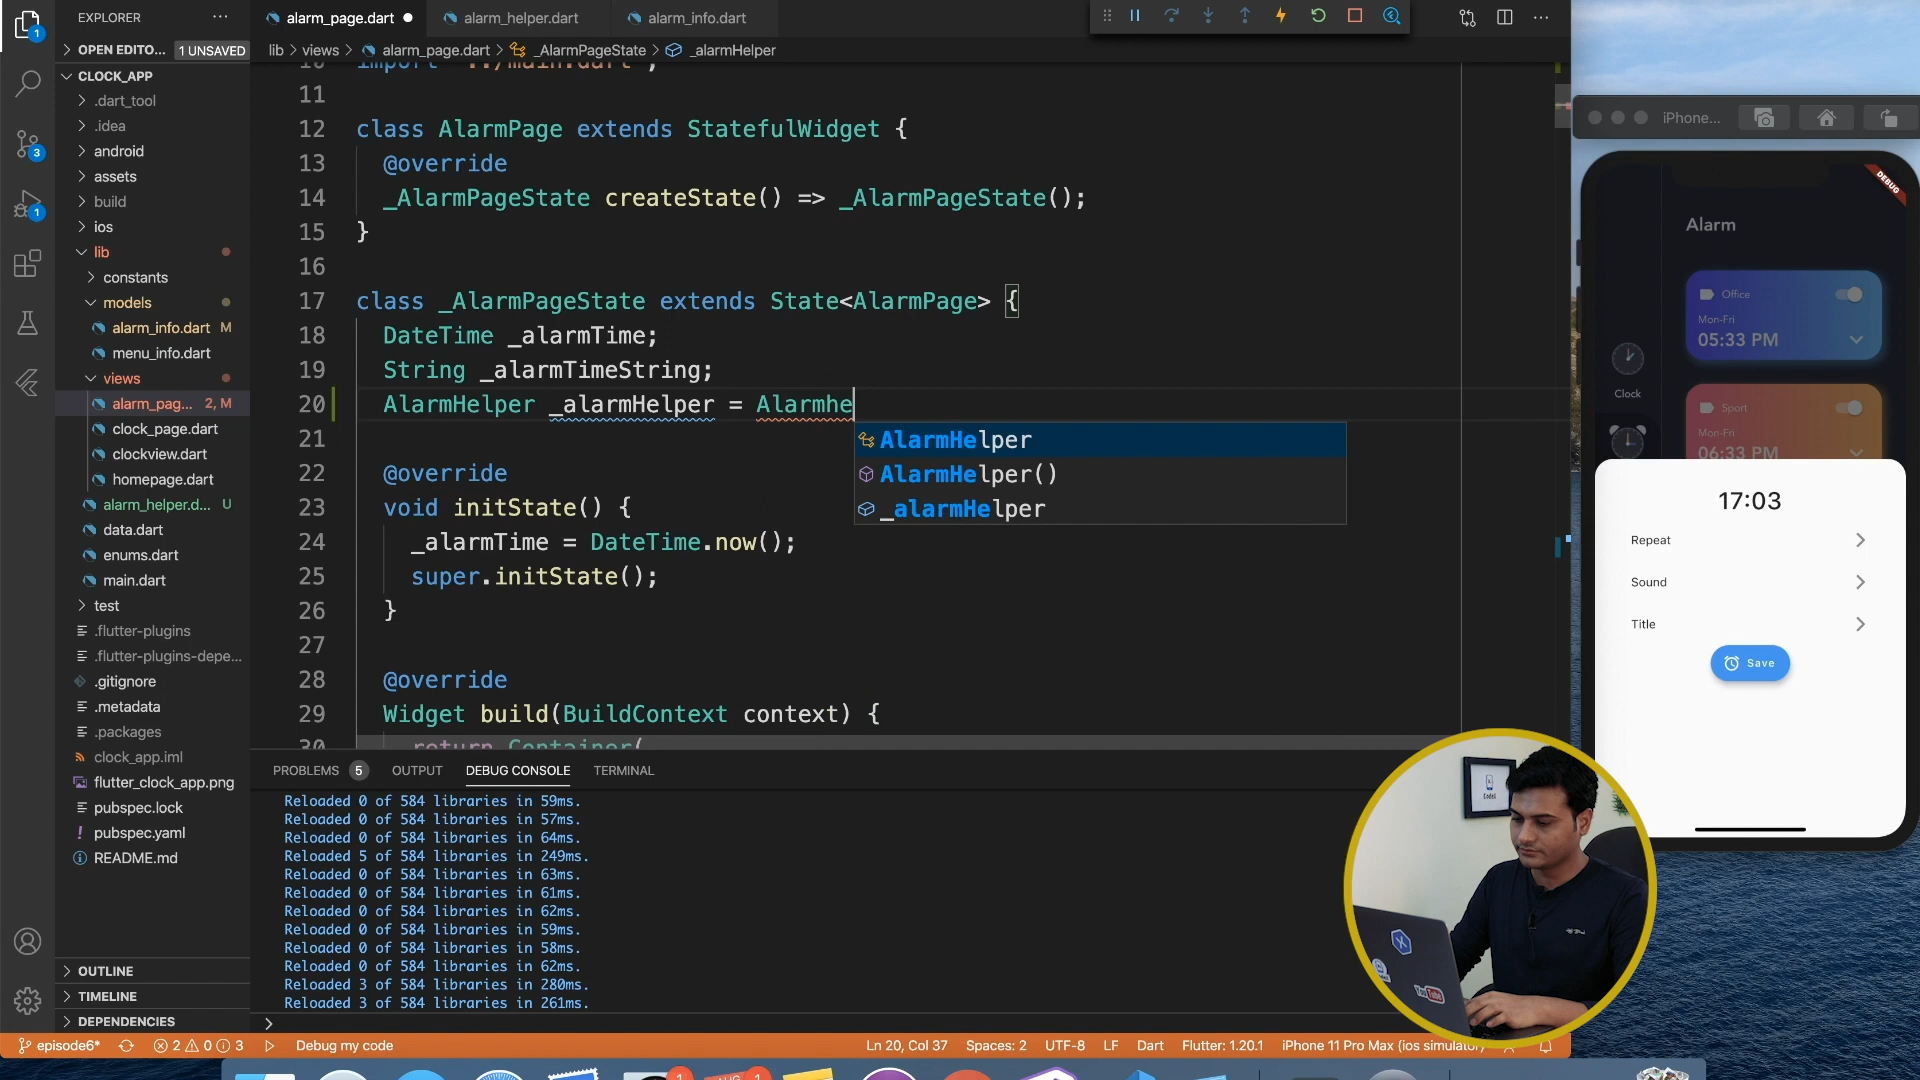 EXPLORER
OPEN EDITO... 1 UNSAVED
CLOCK_APP
.dart_tool
.idea
android
assets
build
ios
lib
constants
models
alarm_info.dart M
menu_info.dart
views
alarm_pag... 2, M
clock_page.dart
clockview.dart
homepage.dart
alarm_helper.d... U
data.dart
enums.dart
main.dart
test
.flutter-plugins
.flutter-plugins-depe...
.gitignore
.metadata
.packages
clock_app.iml
flutter_clock_app.png
pubspec.lock
pubspec.yaml
README.md
OUTLINE
TIMELINE
DEPENDENCIES
1
3
1
alarm_page.dart alarm_helper.dart alarm_info.dart
lib > views > alarm_page.dart > _AlarmPageState > _alarmHelper
10 import '../main.dart';
11
12 class AlarmPage extends StatefulWidget {
13 @override
14 _AlarmPageState createState() => _AlarmPageState();
15 }
16
17 class _AlarmPageState extends State<AlarmPage> {
18 DateTime _alarmTime;
19 String _alarmTimeString;
20 AlarmHelper _alarmHelper = Alarmhe
AlarmHelper
AlarmHelper()
_alarmHelper
21
22 @override
23 void initState() {
24 _alarmTime = DateTime.now();
25 super.initState();
26 }
27
28 @override
29 Widget build(BuildContext context) {
30 return Container(
PROBLEMS 5 OUTPUT DEBUG CONSOLE TERMINAL
Reloaded 0 of 584 libraries in 59ms.
Reloaded 0 of 584 libraries in 57ms.
Reloaded 0 of 584 libraries in 64ms.
Reloaded 5 of 584 libraries in 249ms.
Reloaded 0 of 584 libraries in 63ms.
Reloaded 0 of 584 libraries in 61ms.
Reloaded 0 of 584 libraries in 62ms.
Reloaded 0 of 584 libraries in 59ms.
Reloaded 0 of 584 libraries in 58ms.
Reloaded 0 of 584 libraries in 62ms.
Reloaded 3 of 584 libraries in 280ms.
Reloaded 3 of 584 libraries in 261ms.
episode6* 2 0 3 Debug my code Ln 20, Col 37 Spaces: 2 UTF-8 LF Dart Flutter: 1.20.1 iPhone 11 Pro Max (ios simulator)
iPhone...
DEBUG
Alarm
Office
Mon-Fri
05:33 PM
Clock
Sport
Mon-Fri
06:33 PM
17:03
Repeat
Sound
Title
Save
YouTube
AUG
1
1